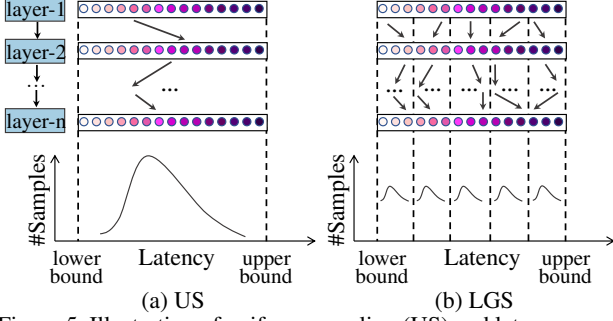 layer-1
layer-2
...
layer-n
...
... ... ...
#Samples
lower bound
Latency
upper bound
(a) US
#Samples
lower bound
Latency
upper bound
(b) LGS